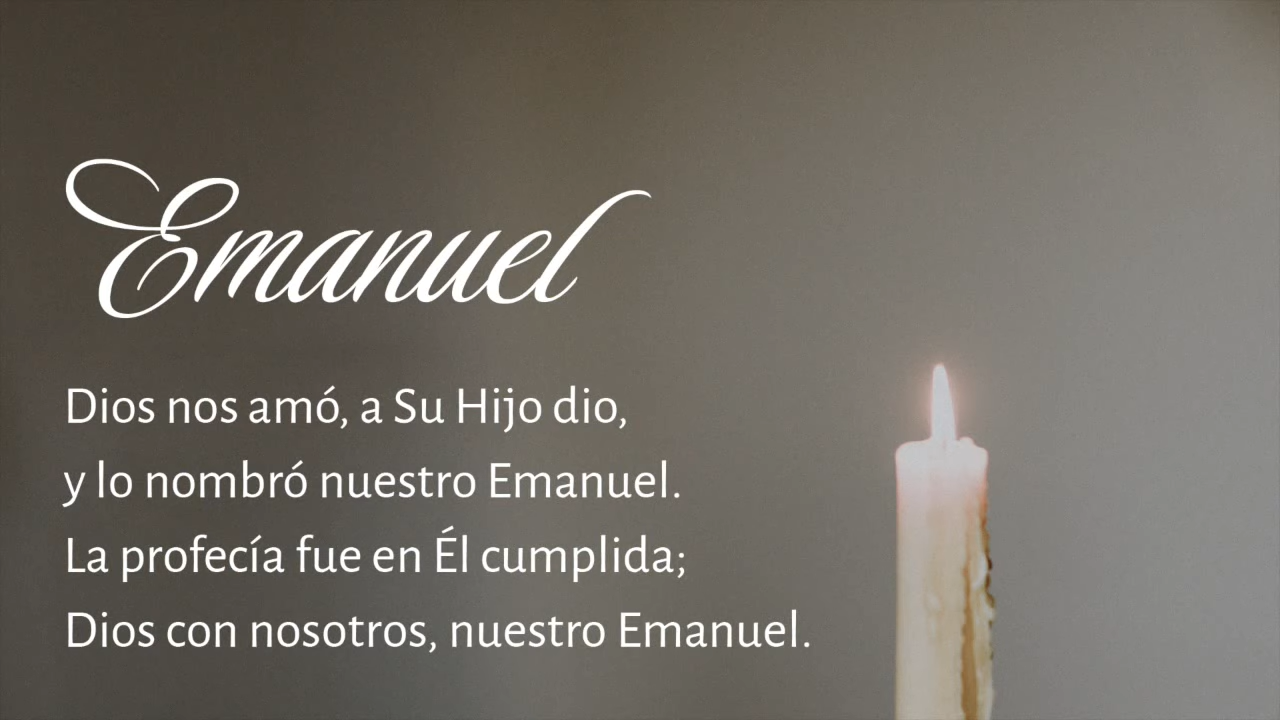 Emanuel
Dios nos amó, a Su Hijo dio,
y lo nombró nuestro Emanuel.
La profecía fue en Él cumplida;
Dios con nosotros, nuestro Emanuel.